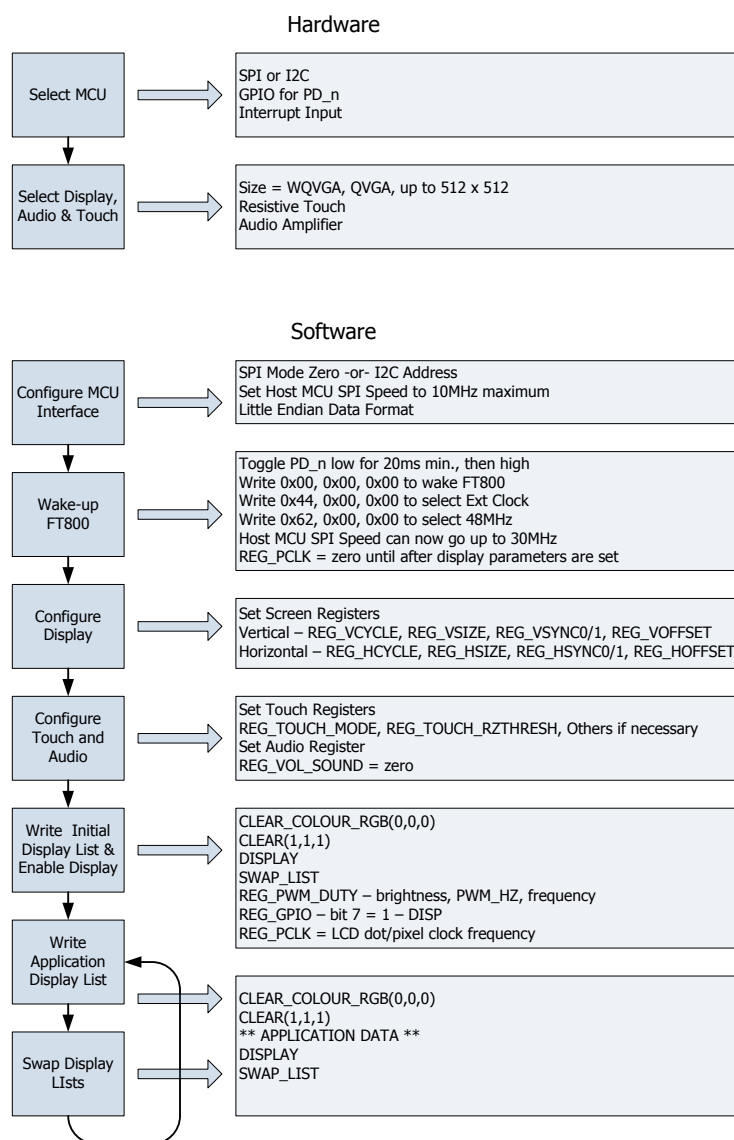 Hardware
Select MCU
SPI or I2C
GPIO for PD_n
Interrupt Input
Select Display,
Audio & Touch
Size = WQVGA, QVGA, up to 512 x 512
Resistive Touch
Audio Amplifier
Software
Configure MCU
Interface
SPI Mode Zero -or- I2C Address
Set Host MCU SPI Speed to 10MHz maximum
Little Endian Data Format
Wake-up
FT800
Toggle PD_n low for 20ms min., then high
Write 0x00, 0x00, 0x00 to wake FT800
Write 0x44, 0x00, 0x00 to select Ext Clock
Write 0x62, 0x00, 0x00 to select 48MHz
Host MCU SPI Speed can now go up to 30MHz
REG_PCLK = zero until after display parameters are set
Configure
Display
Set Screen Registers
Vertical – REG_VCYCLE, REG_VSIZE, REG_VSYNC0/1, REG_VOFFSET
Horizontal – REG_HCYCLE, REG_HSIZE, REG_HSYNC0/1, REG_HOFFSET
Configure
Touch and
Audio
Set Touch Registers
REG_TOUCH_MODE, REG_TOUCH_RZTHRESH, Others if necessary
Set Audio Register
REG_VOL_SOUND = zero
Write Initial
Display List &
Enable Display
CLEAR_COLOUR_RGB(0,0,0)
CLEAR(1,1,1)
DISPLAY
SWAP_LIST
REG_PWM_DUTY – brightness, PWM_HZ, frequency
REG_GPIO – bit 7 = 1 – DISP
REG_PCLK = LCD dot/pixel clock frequency
Write
Application
Display List
CLEAR_COLOUR_RGB(0,0,0)
CLEAR(1,1,1)
** APPLICATION DATA **
DISPLAY
SWAP_LIST
Swap Display
LIsts